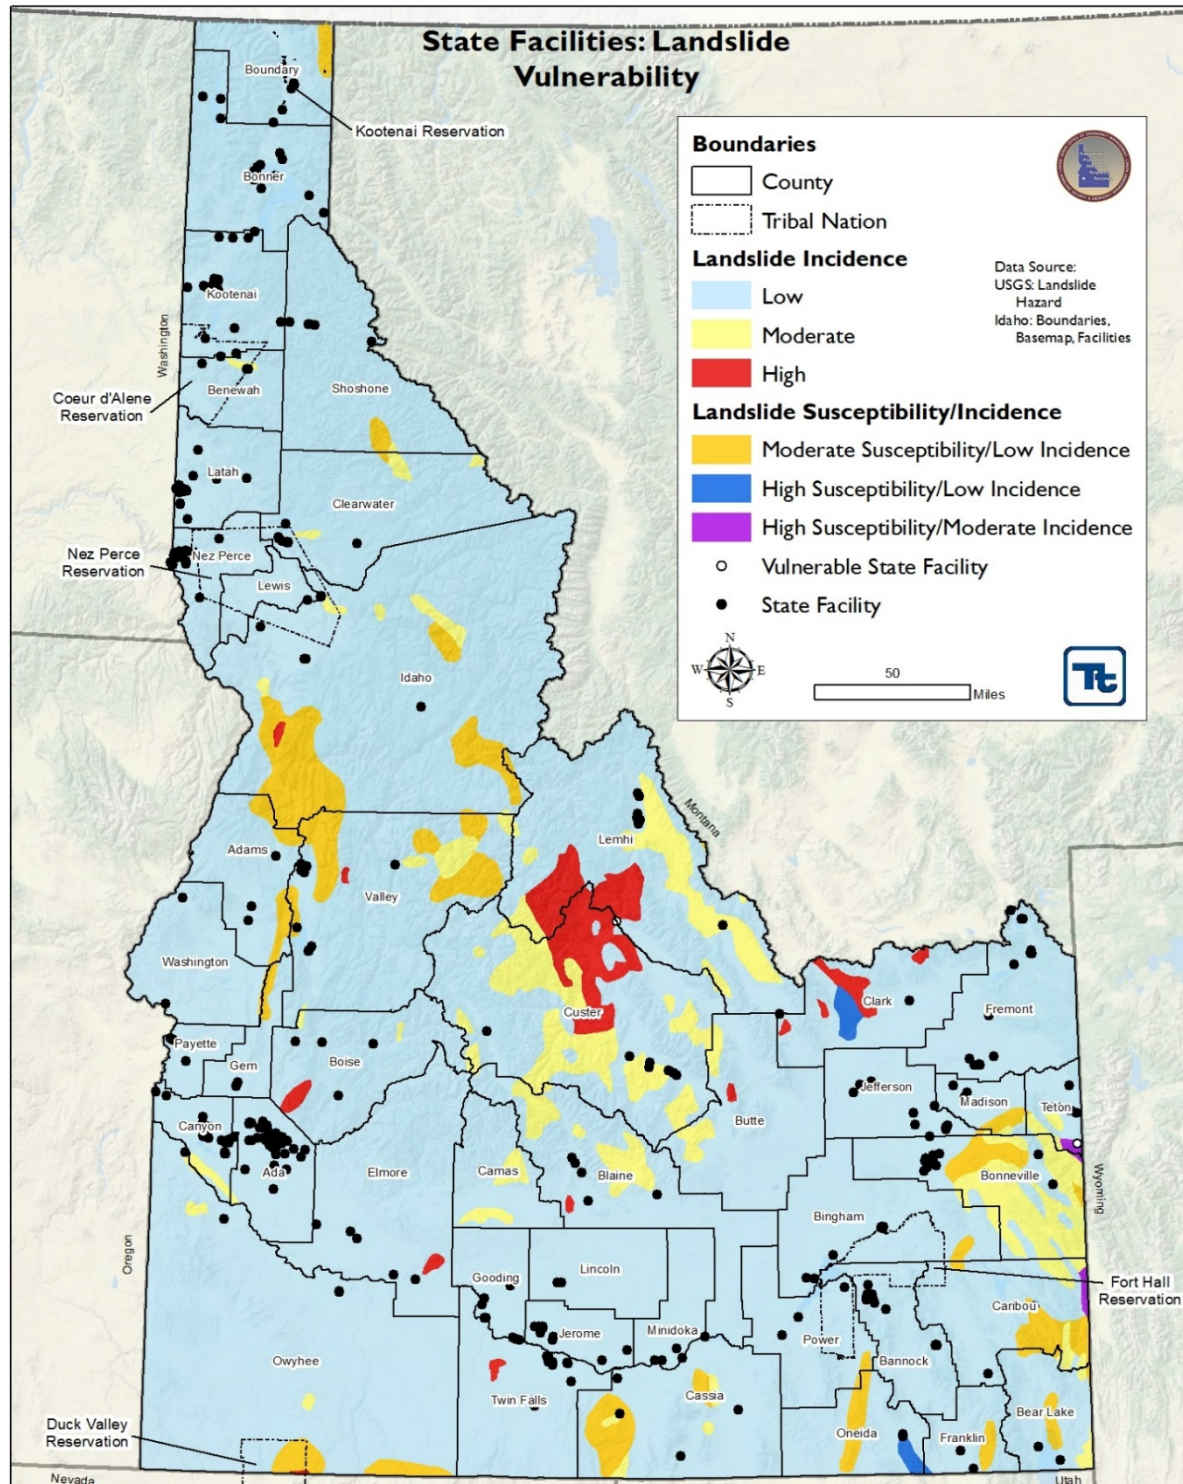 State Facilities: Landslide
Vulnerability
Boundaries
County
Tribal Nation
Landslide Incidence
Low
Moderate
High
Data Source:
USGS: Landslide
Hazard
Idaho: Boundaries,
Basemap, Facilities
Landslide Susceptibility/Incidence
Moderate Susceptibility/Low Incidence
High Susceptibility/Low Incidence
High Susceptibility/Moderate Incidence
Vulnerable State Facility
State Facility
N
W E
S
50
Miles
Tt
Boundary
Kootenai Reservation
Bonner
Kootenai
Washington
Coeur d'Alene
Reservation
Benewah
Shoshone
Latah
Clearwater
Nez Perce
Reservation
Nez Perce
Lewis
Idaho
Montana
Lemhi
Adams
Valley
Washington
Custer
Clark
Fremont
Payette
Gem
Boise
Butte
Jefferson
Madison
Teton
Canyon
Ada
Elmore
Camas
Blaine
Bonneville
Wyoming
Bingham
Oregon
Gooding
Lincoln
Fort Hall
Reservation
Caribou
Jerome
Minidoka
Power
Bannock
Owyhee
Twin Falls
Cassia
Oneida
Franklin
Bear Lake
Duck Valley
Reservation
Nevada
Utah